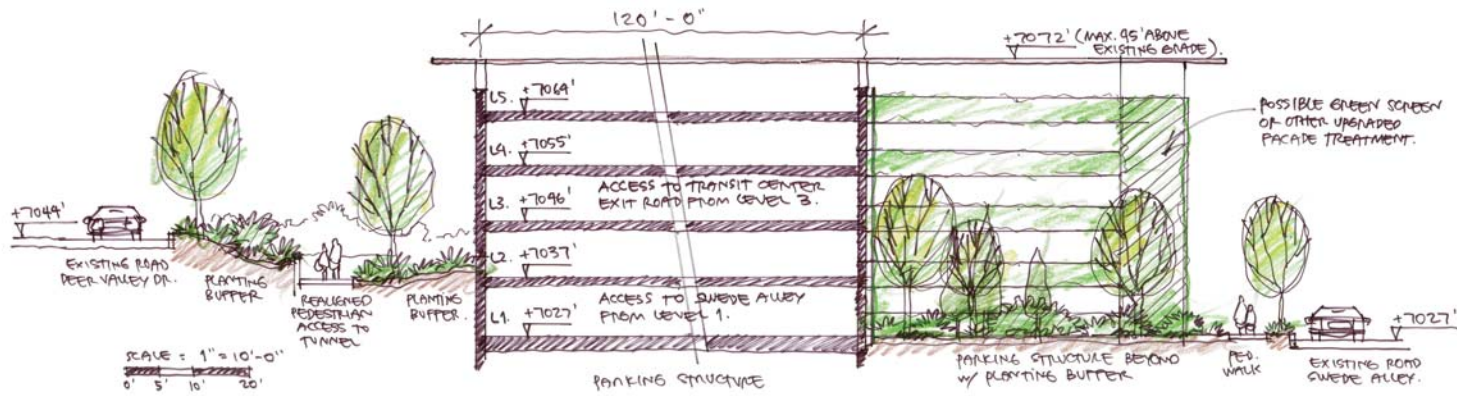 120' - 0"
+7072' (MAX. 45' ABOVE
EXISTING GRADE).
L5. +7064'
POSSIBLE GREEN SCREEN
OR OTHER UPGRADED
FACADE TREATMENT.
L4. +7055'
ACCESS TO TRANSIT CENTER
EXIT ROAD FROM LEVEL 3.
L3. +7046'
+7044'
EXISTING ROAD
DEER VALLEY DR.
PLANTING
BUFFER
REALIGNED
PEDESTRIAN
ACCESS TO
TUNNEL
PLANTING
BUFFER.
L2. +7037'
ACCESS TO SWEDE ALLEY
FROM LEVEL 1.
L1. +7027'
+7027'
SCALE = 1" = 10'-0"
0' 5' 10' 20'
PARKING STRUCTURE
PARKING STRUCTURE BEYOND
W/ PLANTING BUFFER
PED.
WALK
EXISTING ROAD
SWEDE ALLEY.